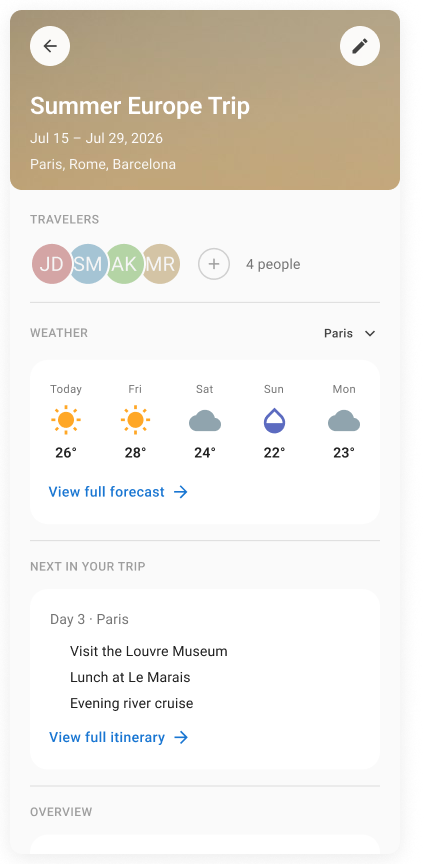 Summer Europe Trip
Jul 15 – Jul 29, 2026
Paris, Rome, Barcelona
TRAVELERS
JD SM AK MR + 4 people
WEATHER Paris
Today Fri Sat Sun Mon
26° 28° 24° 22° 23°
View full forecast →
NEXT IN YOUR TRIP
Day 3 · Paris
Visit the Louvre Museum
Lunch at Le Marais
Evening river cruise
View full itinerary →
OVERVIEW